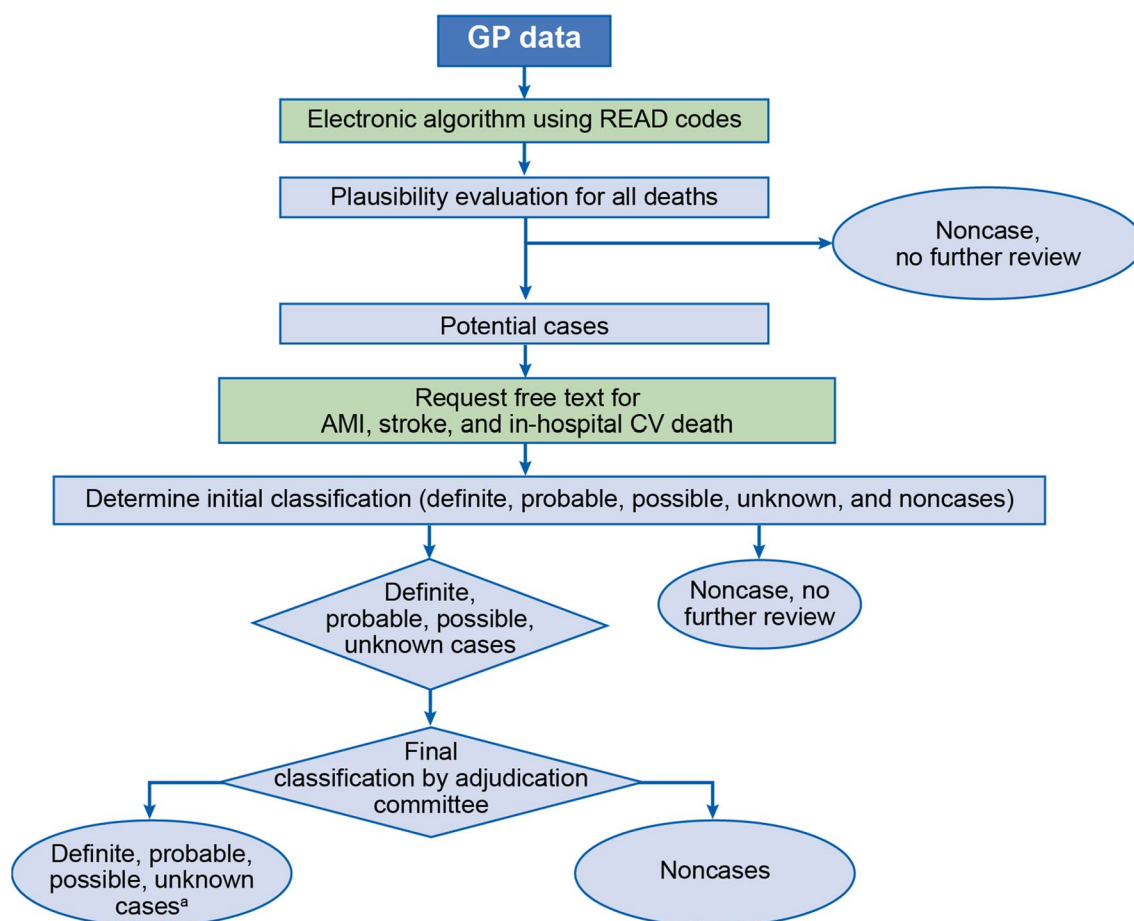 GP data
Electronic algorithm using READ codes
Plausibility evaluation for all deaths
Noncase,
no further review
Potential cases
Request free text for
AMI, stroke, and in-hospital CV death
Determine initial classification (definite, probable, possible, unknown, and noncases)
Definite,
probable, possible,
unknown cases
Noncase, no
further review
Final
classification by adjudication
committee
Definite, probable,
possible, unknown
casesᵃ
Noncases